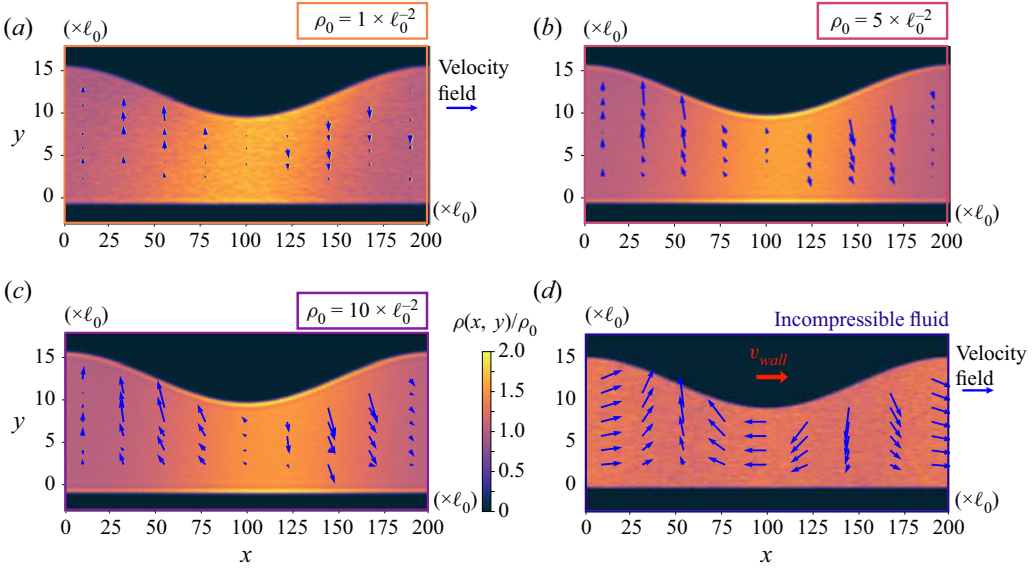 (a)
(×ℓ₀)
ρ₀ = 1 × ℓ₀⁻²
15
10
5
0
y
Velocity
field
(×ℓ₀)
0 25 50 75 100 125 150 175 200
(b)
(×ℓ₀)
ρ₀ = 5 × ℓ₀⁻²
15
10
5
0
(×ℓ₀)
0 25 50 75 100 125 150 175 200
(c)
(×ℓ₀)
ρ₀ = 10 × ℓ₀⁻²
15
10
5
0
y
(×ℓ₀)
0 25 50 75 100 125 150 175 200
x
ρ(x, y)/ρ₀
2.0
1.5
1.0
0.5
0
(d)
(×ℓ₀)
Incompressible fluid
v_wall
15
10
5
0
Velocity
field
(×ℓ₀)
0 25 50 75 100 125 150 175 200
x